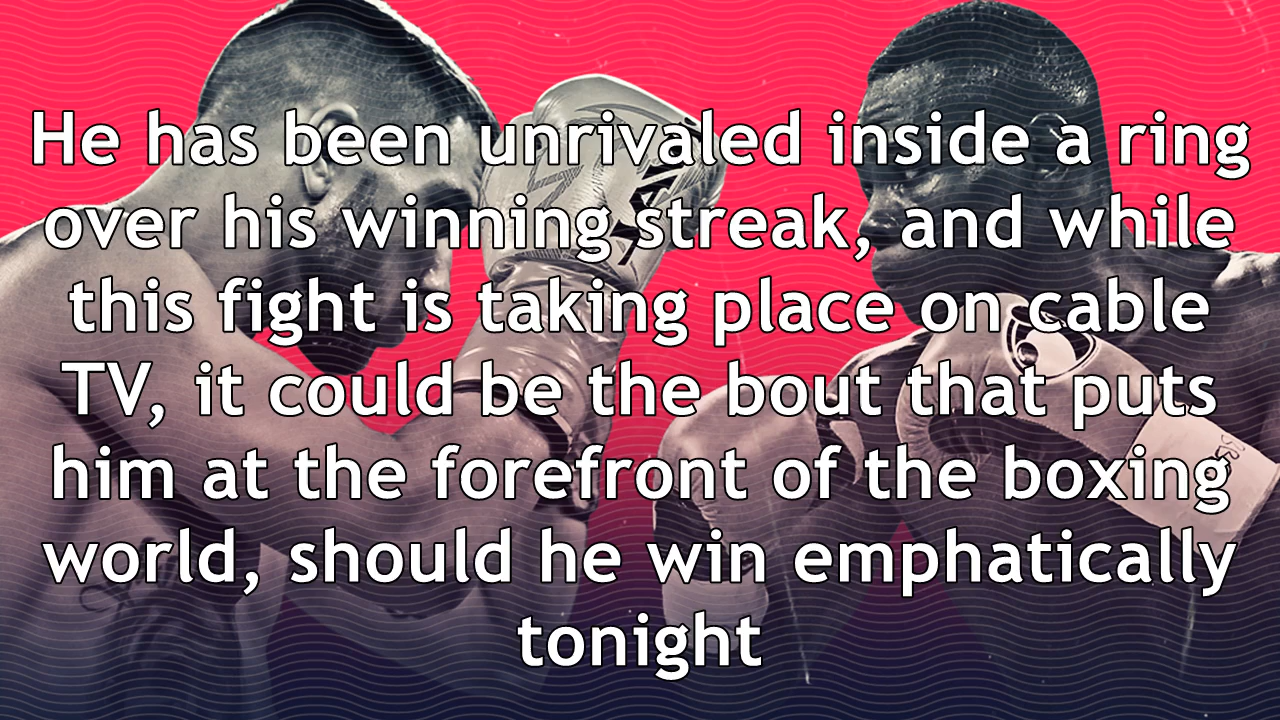 He has been unrivaled inside a ring
over his winning streak, and while
this fight is taking place on cable
TV, it could be the bout that puts
him at the forefront of the boxing
world, should he win emphatically
tonight